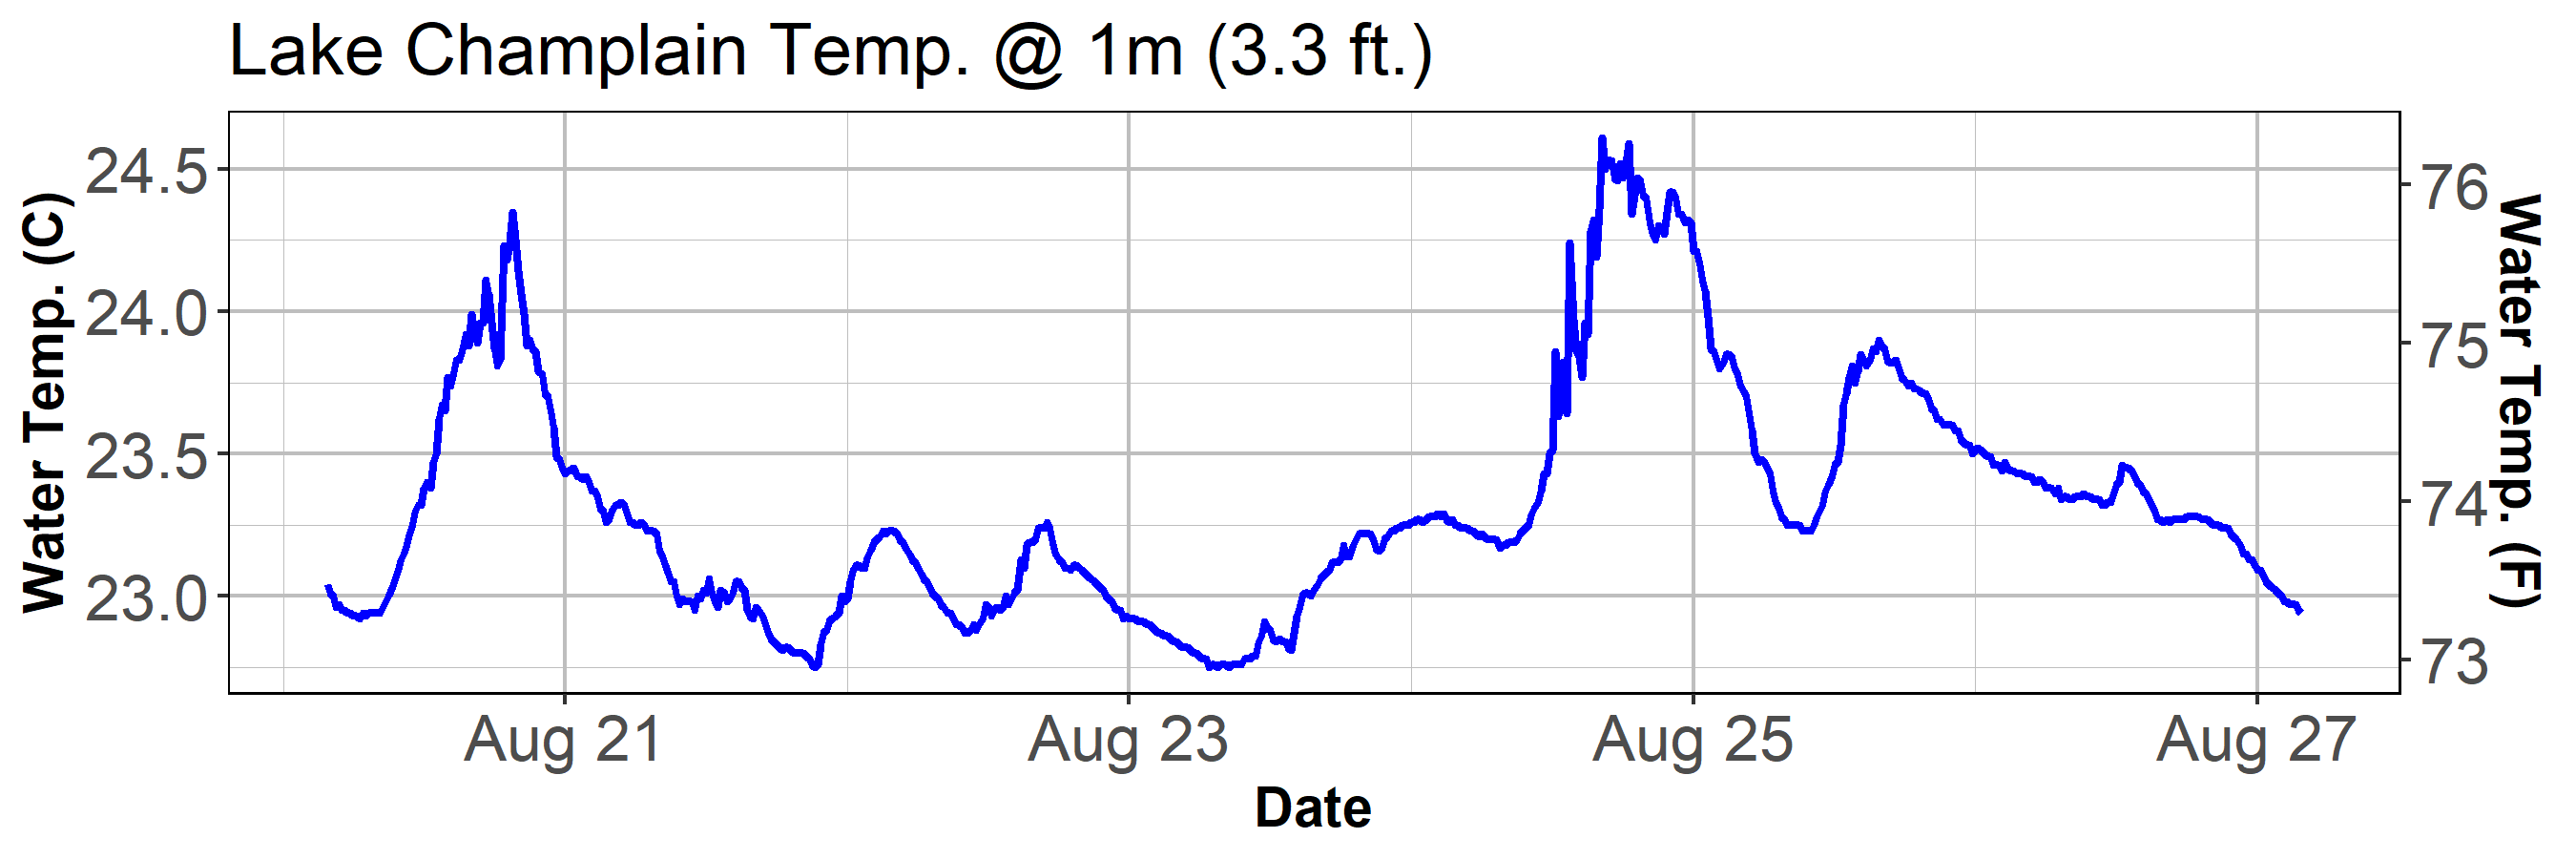 Lake Champlain Temp. @ 1m (3.3 ft.)
Water Temp. (C)
24.5
24.0
23.5
23.0
76
75
74
73
Water Temp. (F)
Aug 21 Aug 23 Aug 25 Aug 27
Date